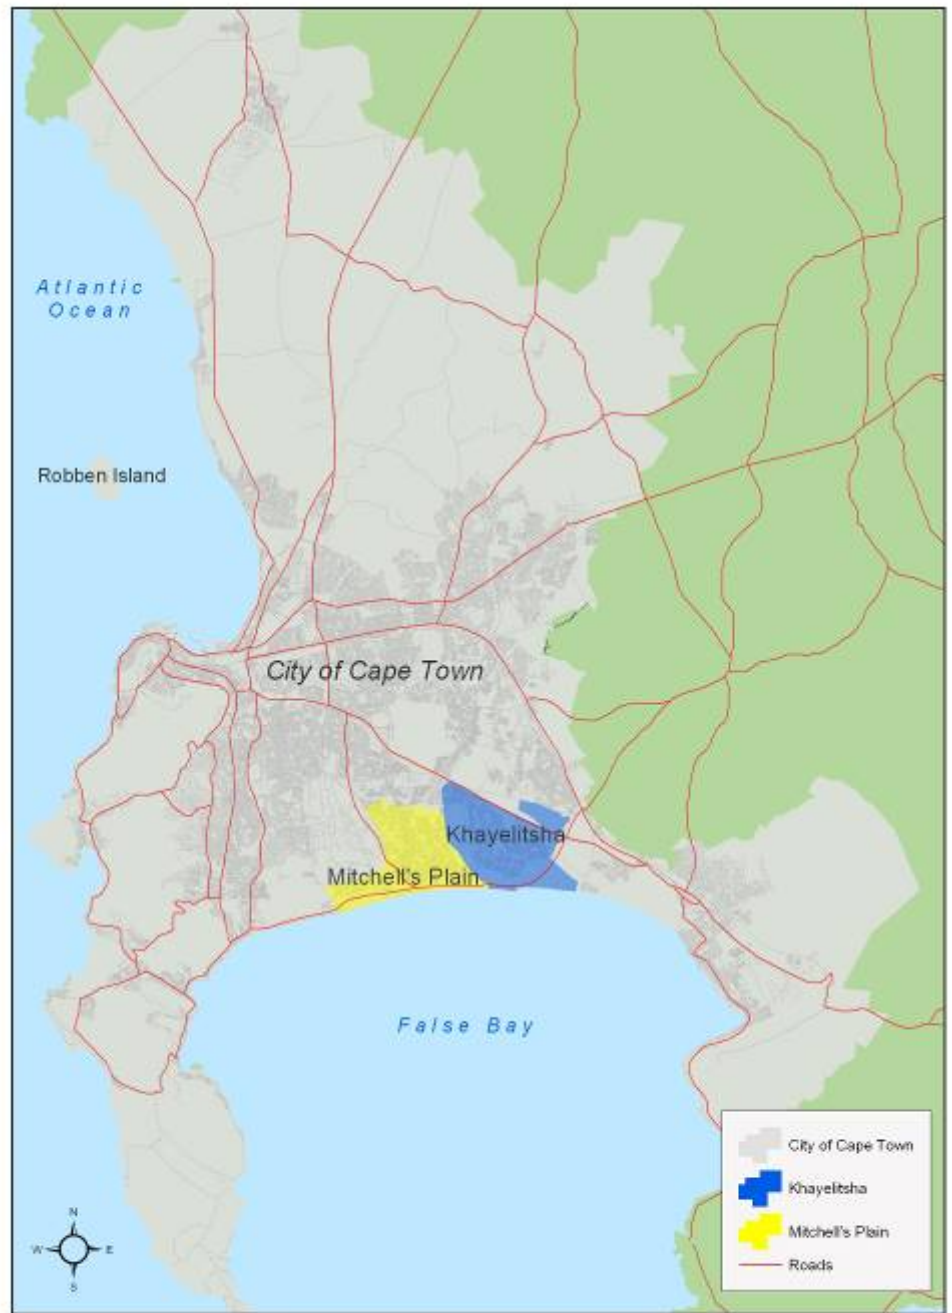 Atlantic
Ocean
Robben Island
City of Cape Town
Khayelitsha
Mitchell's Plain
False Bay
N
W E
S
City of Cape Town
Khayelitsha
Mitchell's Plain
Roads